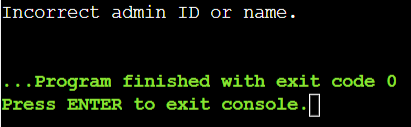 Incorrect admin ID or name.
...Program finished with exit code 0
Press ENTER to exit console.